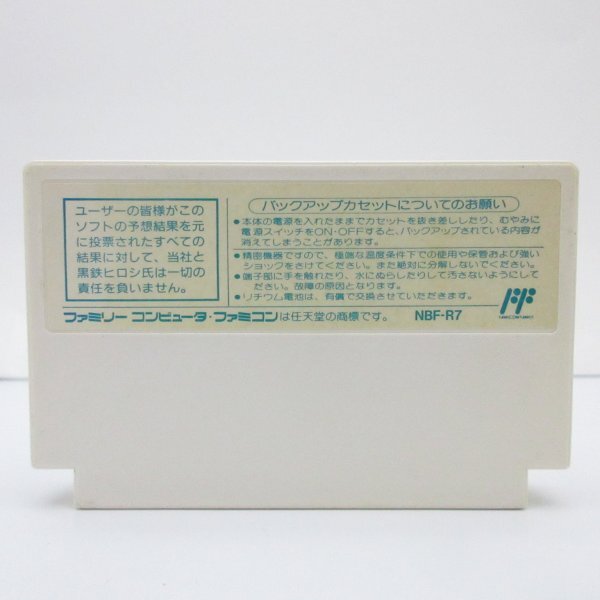 ユーザーの皆様がこの
ソフトの予想結果を元
に投票されたすべての
結果に対して、当社と
黒鉄ヒロシ氏は一切の
責任を負いません。
バックアップカセットについてのお願い
●本体の電源を入れたままでカセットを抜き差ししたり、むやみに
電源スイッチをON・OFFすると、バックアップされている内容が
消えてしまうことがあります。
●精密機器ですので、極端な温度条件下での使用や保管および強い
ショックをさけてください。また絶対に分解しないでください。
●端子部に手を触れたり、水にぬらしたりして汚さないようにして
ください。故障の原因となります。
●リチウム電池は、有償で交換させていただきます。
ファミリーコンピュータ・ファミコンは任天堂の商標です。 NBF-R7